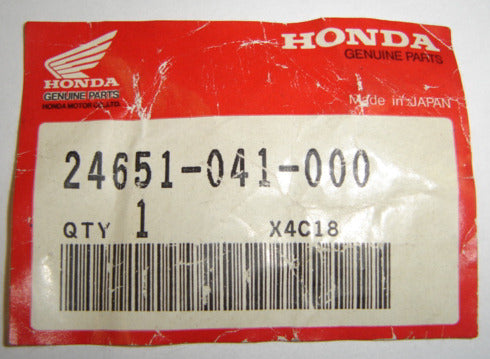 HONDA
GENUINE PARTS
HONDA MOTOR CO., LTD.
HONDA
GENUINE PARTS
Made in JAPAN
24651-041-000
QTY 1 X4C18